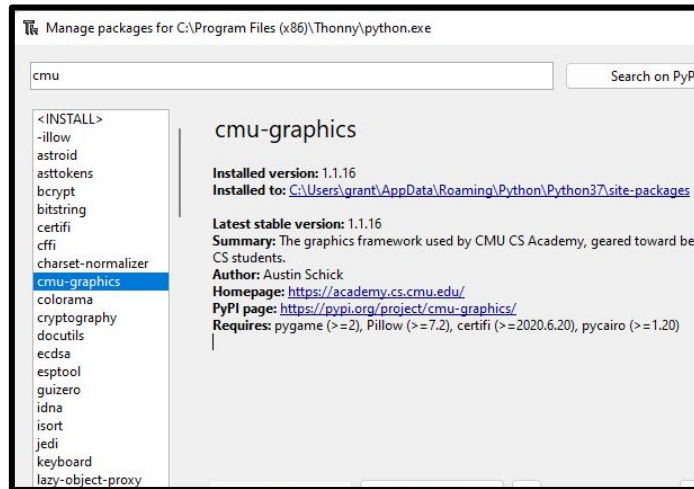 Manage packages for C:\Program Files (x86)\Thonny\python.exe
cmu
Search on PyP
<INSTALL>
-illow
astroid
asttokens
bcrypt
bitstring
certifi
cffi
charset-normalizer
cmu-graphics
colorama
cryptography
docutils
ecdsa
esptool
guizero
idna
isort
jedi
keyboard
lazy-object-proxy
cmu-graphics
Installed version: 1.1.16
Installed to: C:\Users\grant\AppData\Roaming\Python\Python37\site-packages
Latest stable version: 1.1.16
Summary: The graphics framework used by CMU CS Academy, geared toward be
CS students.
Author: Austin Schick
Homepage: https://academy.cs.cmu.edu/
PyPI page: https://pypi.org/project/cmu-graphics/
Requires: pygame (>=2), Pillow (>=7.2), certifi (>=2020.6.20), pycairo (>=1.20)